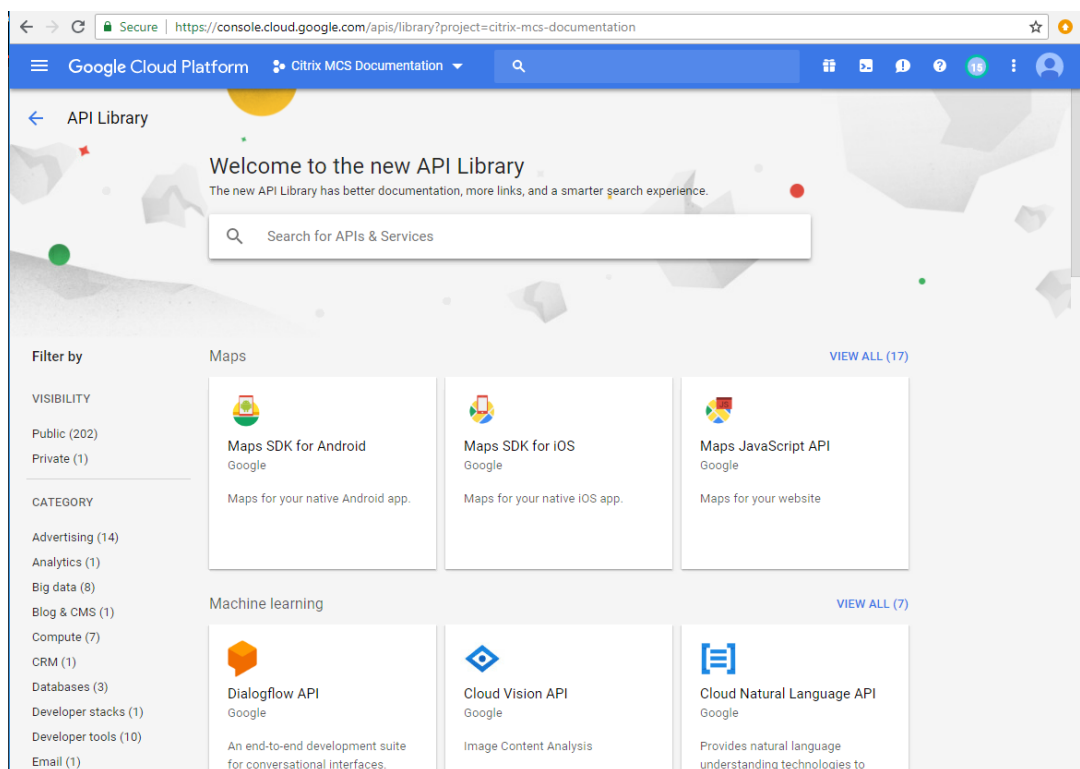 Secure | https://console.cloud.google.com/apis/library?project=citrix-mcs-documentation
Google Cloud Platform Citrix MCS Documentation 15
API Library
Welcome to the new API Library
The new API Library has better documentation, more links, and a smarter search experience.
Search for APIs & Services
Filter by
VISIBILITY
Public (202)
Private (1)
CATEGORY
Advertising (14)
Analytics (1)
Big data (8)
Blog & CMS (1)
Compute (7)
CRM (1)
Databases (3)
Developer stacks (1)
Developer tools (10)
Email (1)
Maps VIEW ALL (17)
Maps SDK for Android
Google
Maps for your native Android app.
Maps SDK for iOS
Google
Maps for your native iOS app.
JS
Maps JavaScript API
Google
Maps for your website
Machine learning VIEW ALL (7)
Dialogflow API
Google
An end-to-end development suite
for conversational interfaces.
Cloud Vision API
Google
Image Content Analysis
Cloud Natural Language API
Google
Provides natural language
understanding technologies to